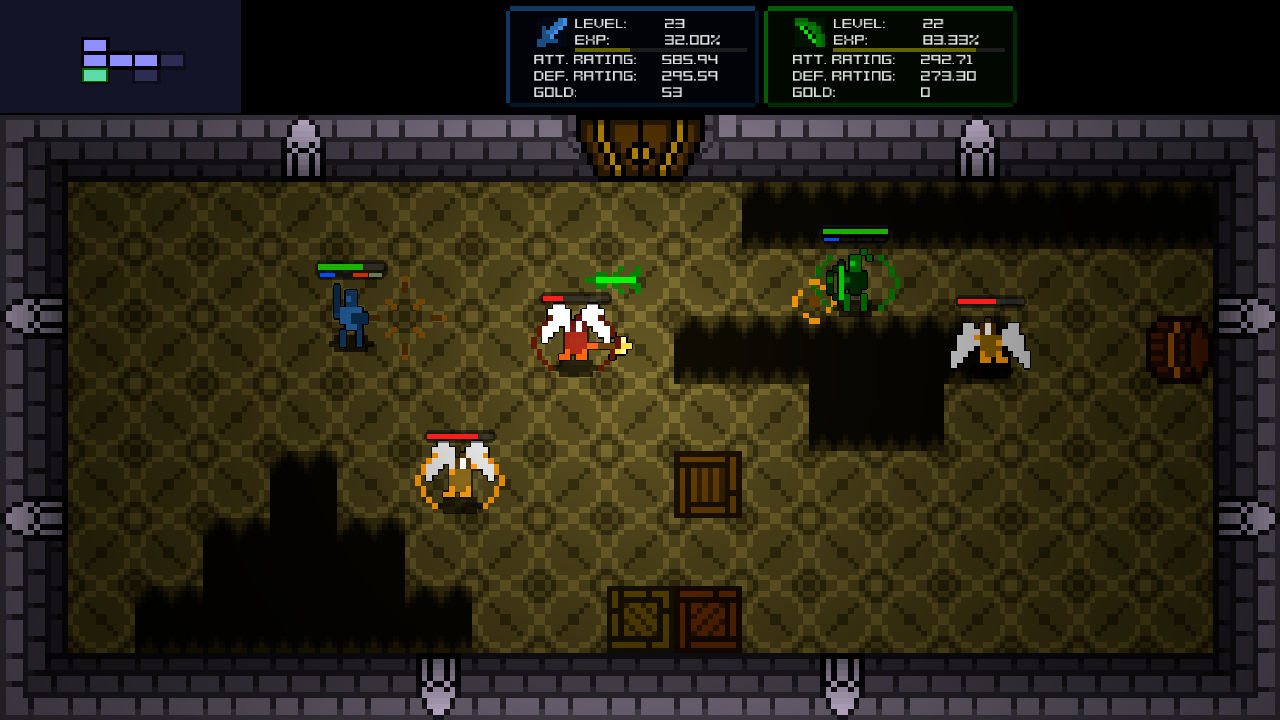 LEVEL: 23
EXP: 32.00%
ATT. RATING: 585.94
DEF. RATING: 295.59
GOLD: 53
LEVEL: 22
EXP: 83.33%
ATT. RATING: 292.71
DEF. RATING: 273.30
GOLD: 0